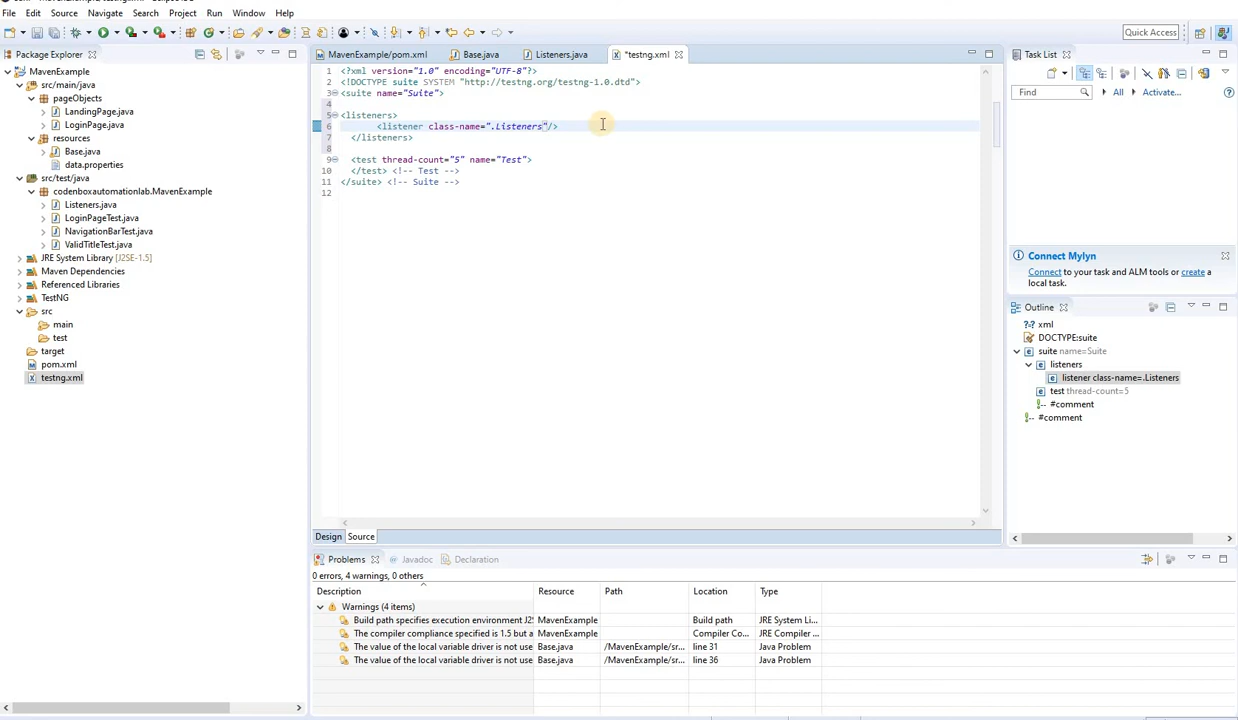 File Edit Source Navigate Search Project Run Window Help
Quick Access
Package Explorer
MavenExample
src/main/java
pageObjects
LandingPage.java
LoginPage.java
resources
Base.java
data.properties
src/test/java
codenboxautomationlab.MavenExample
Listeners.java
LoginPageTest.java
NavigationBarTest.java
ValidTitleTest.java
JRE System Library [J2SE-1.5]
Maven Dependencies
Referenced Libraries
TestNG
src
main
test
target
pom.xml
testng.xml
MavenExample/pom.xml Base.java Listeners.java *testng.xml
1 <?xml version="1.0" encoding="UTF-8"?>
2 <!DOCTYPE suite SYSTEM "http://testng.org/testng-1.0.dtd">
3 <suite name="Suite">
4
5 <listeners>
6 <listener class-name=".Listeners"/>
7 </listeners>
8
9 <test thread-count="5" name="Test">
10 </test> <!-- Test -->
11 </suite> <!-- Suite -->
12
Design Source
Task List
Find All Activate...
Connect Mylyn
Connect to your task and ALM tools or create a
local task.
Outline
xml
DOCTYPE:suite
suite name=Suite
listeners
listener class-name=.Listeners
test thread-count=5
#comment
#comment
Problems Javadoc Declaration
0 errors, 4 warnings, 0 others
Description Resource Path Location Type
Warnings (4 items)
Build path specifies execution environment J2S MavenExample Build path JRE System Li...
The compiler compliance specified is 1.5 but a MavenExample Compiler Co... JRE Compiler ...
The value of the local variable driver is not use Base.java /MavenExample/sr... line 31 Java Problem
The value of the local variable driver is not use Base.java /MavenExample/sr... line 36 Java Problem